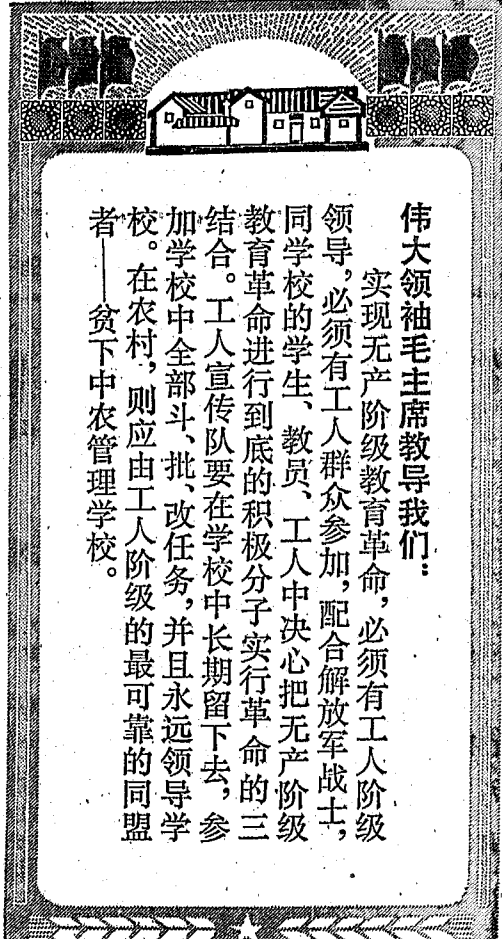 伟大领袖毛主席教导我们：
实现无产阶级教育革命，必须有工人阶级
领导，必须有工人群众参加，配合解放军战士，
同学校的学生、教员、工人中决心把无产阶级
教育革命进行到底的积极分子实行革命的三
结合。工人宣传队要在学校中长期留下去，参
加学校中全部斗、批、改任务，并且永远领导学
校。在农村，则应由工人阶级的最可靠的同盟
者——贫下中农管理学校。